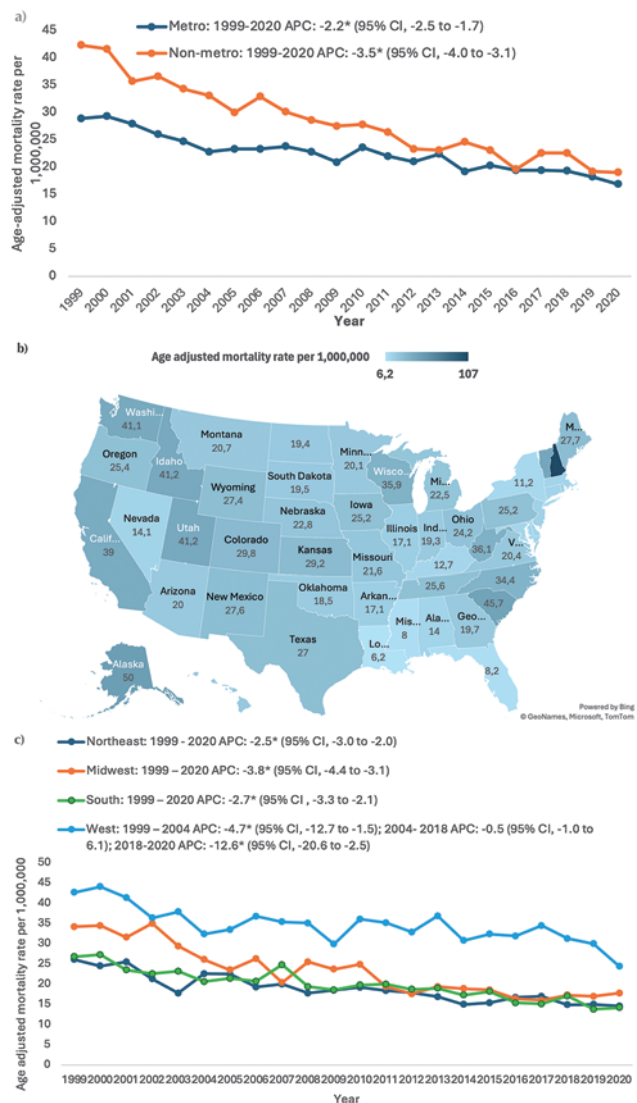 a)
Metro: 1999-2020 APC: -2.2* (95% CI, -2.5 to -1.7)
Non-metro: 1999-2020 APC: -3.5* (95% CI, -4.0 to -3.1)
Age-adjusted mortality rate per
1,000,000
45
40
35
30
25
20
15
10
5
0
1999 2000 2001 2002 2003 2004 2005 2006 2007 2008 2009 2010 2011 2012 2013 2014 2015 2016 2017 2018 2019 2020
Year
b)
Age adjusted mortality rate per 1,000,000
6,2 107
Washi...
41,1
Montana
20,7
19,4
Minn...
20,1
M...
27,7
Oregon
25,4
Idaho
41,2
South Dakota
19,5
Wisco...
35,9
Mi...
22,5
11,2
Wyoming
27,4
Nebraska
22,8
Iowa
25,2
25,2
Nevada
14,1
Utah
41,2
Colorado
29,8
Kansas
29,2
Missouri
21,6
Illinois
17,1
Ind...
19,3
Ohio
24,2
36,1
V...
20,4
Calif...
39
12,7
34,4
Arizona
20
New Mexico
27,6
Oklahoma
18,5
Arkan...
17,1
25,6
45,7
Texas
27
Lo...
6,2
Mis...
8
Ala...
14
Geo...
19,7
8,2
Alaska
50
Powered by Bing
© GeoNames, Microsoft, TomTom
c)
Northeast: 1999 - 2020 APC: -2.5* (95% CI, -3.0 to -2.0)
Midwest: 1999 – 2020 APC: -3.8* (95% CI, -4.4 to -3.1)
South: 1999 – 2020 APC: -2.7* (95% CI , -3.3 to -2.1)
West: 1999 – 2004 APC: -4.7* (95% CI, -12.7 to -1.5); 2004- 2018 APC: -0.5 (95% CI, -1.0 to
6.1); 2018-2020 APC: -12.6* (95% CI, -20.6 to -2.5)
Age adjusted mortality rate per 1,000,000
50
45
40
35
30
25
20
15
10
5
0
1999 2000 2001 2002 2003 2004 2005 2006 2007 2008 2009 2010 2011 2012 2013 2014 2015 2016 2017 2018 2019 2020
Year